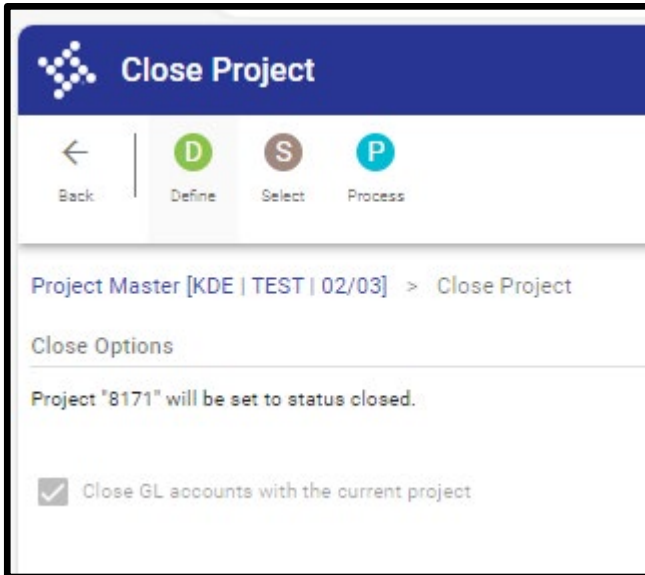 Close Project
D
S
P
Back
Define
Select
Process
Project Master [KDE | TEST | 02/03] > Close Project
Close Options
Project "8171" will be set to status closed.
Close GL accounts with the current project